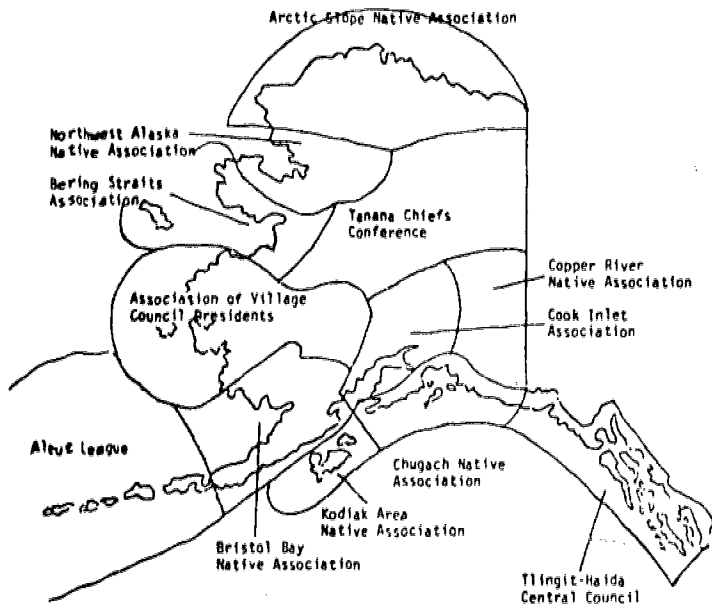 Arctic Slope Native Association
Northwest Alaska
Native Association
Bering Straits
Association
Tanana Chiefs
Conference
Copper River
Native Association
Association of Village
Council Presidents
Cook Inlet
Association
Aleut League
Chugach Native
Association
Kodiak Area
Native Association
Bristol Bay
Native Association
Tlingit-Haida
Central Council